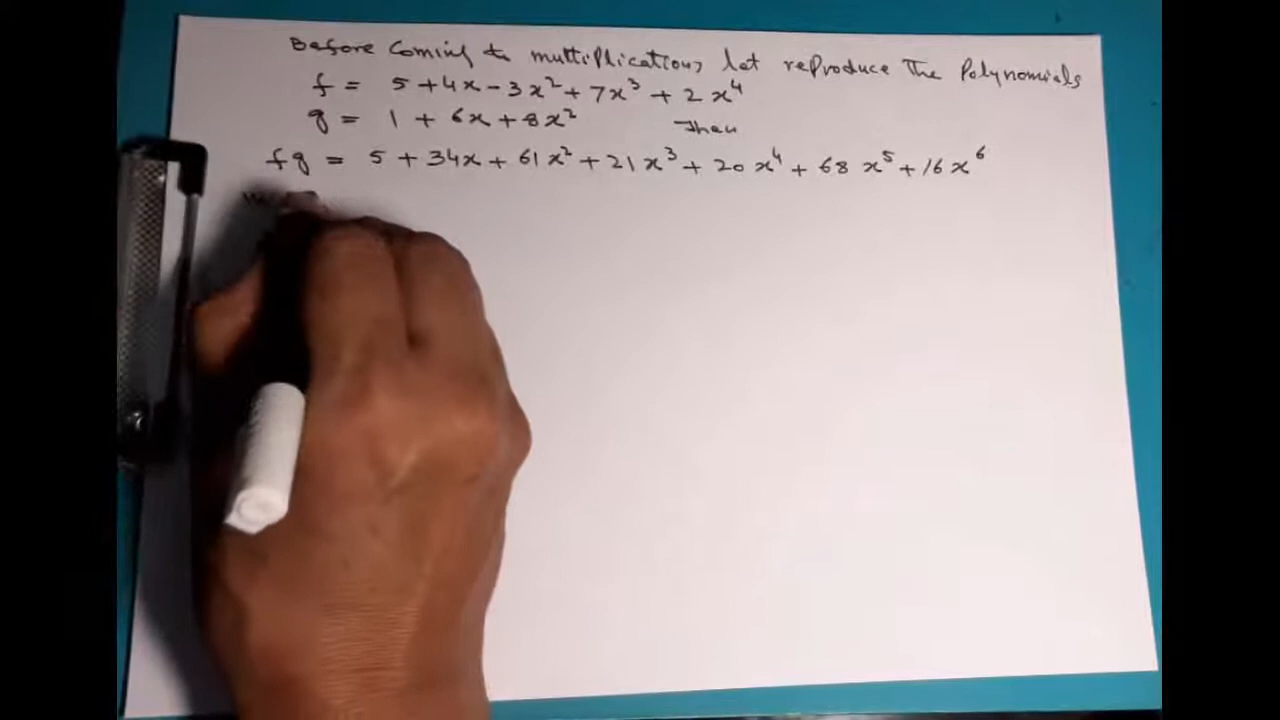 Before Coming to multiplication, let reproduce The Polynomials
f = 5 + 4x - 3x² + 7x³ + 2x⁴
g = 1 + 6x + 8x² Then
fg = 5 + 34x + 61x² + 21x³ + 20x⁴ + 68x⁵ + 16x⁶